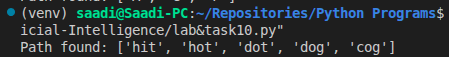 (venv) saadi@Saadi-PC:~/Repositories/Python Programs$
icial-Intelligence/lab&task10.py"
Path found: ['hit', 'hot', 'dot', 'dog', 'cog']